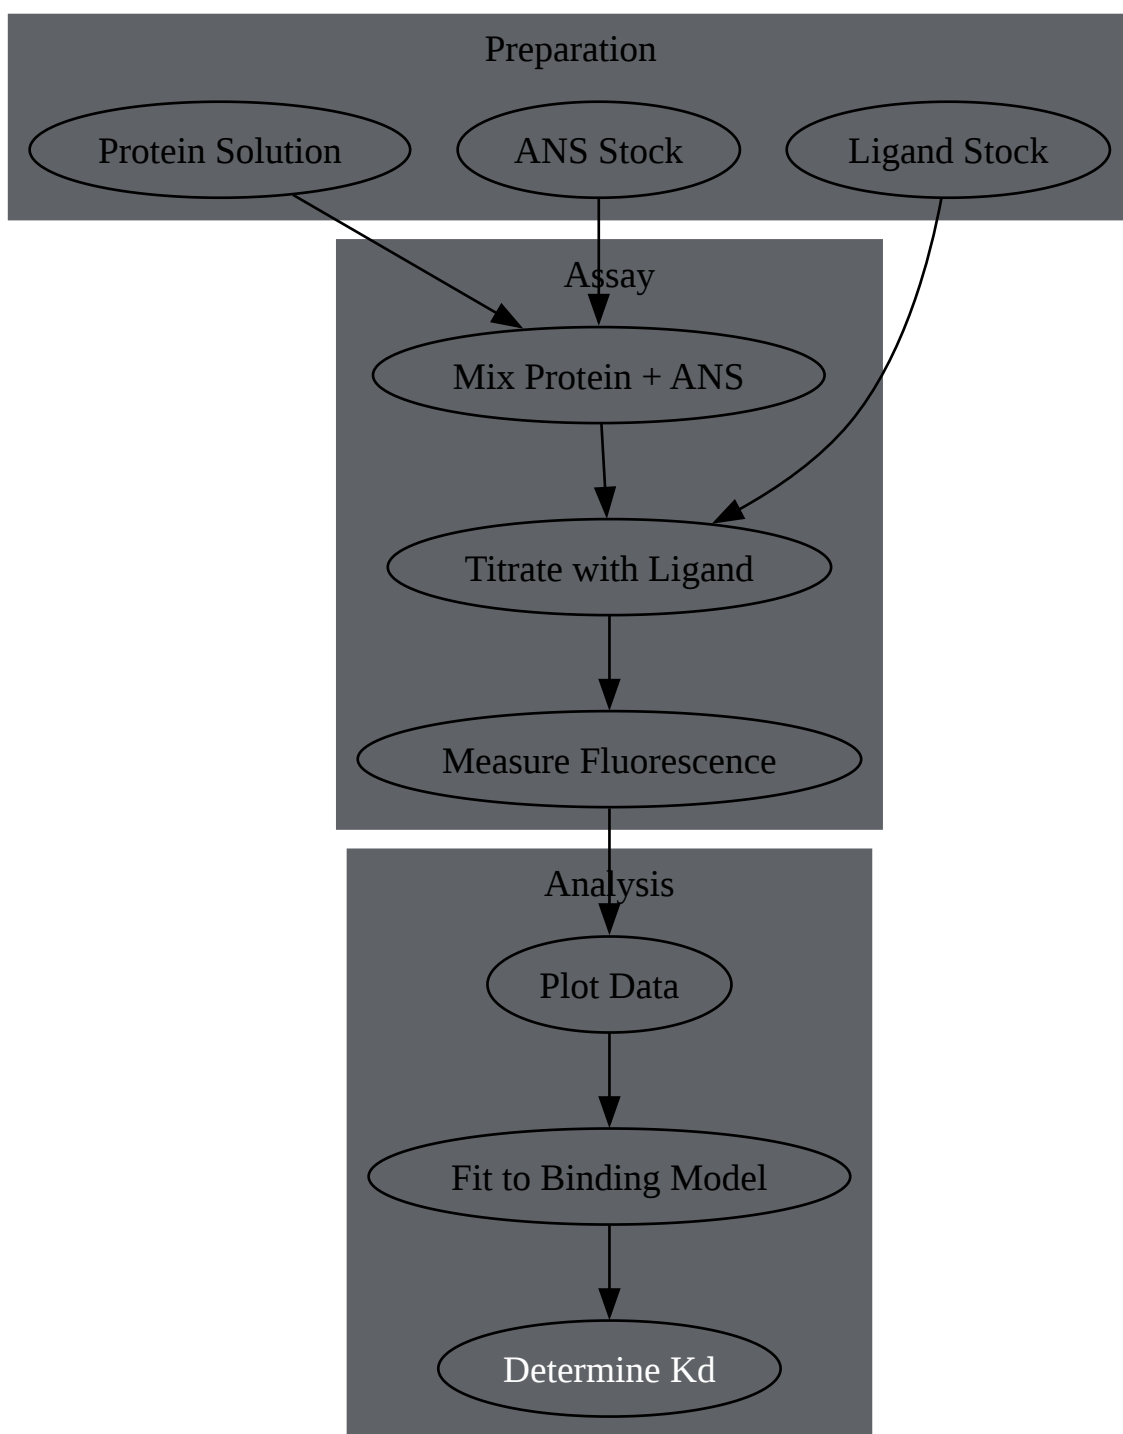 Preparation
Protein Solution
ANS Stock
Ligand Stock
Assay
Mix Protein + ANS
Titrate with Ligand
Measure Fluorescence
Analysis
Plot Data
Fit to Binding Model
Determine Kd